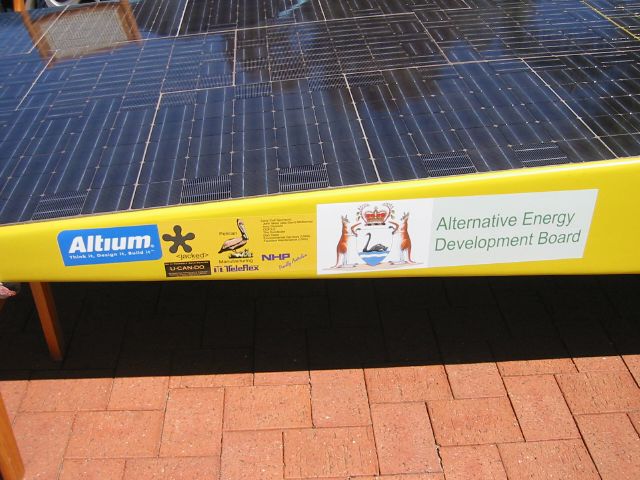 Altium
Think it, Design it, Build it
<jacked>
U-CAN-DO
Pelican
Manufacturing
Teleflex
NHP
Alternative Energy
Development Board